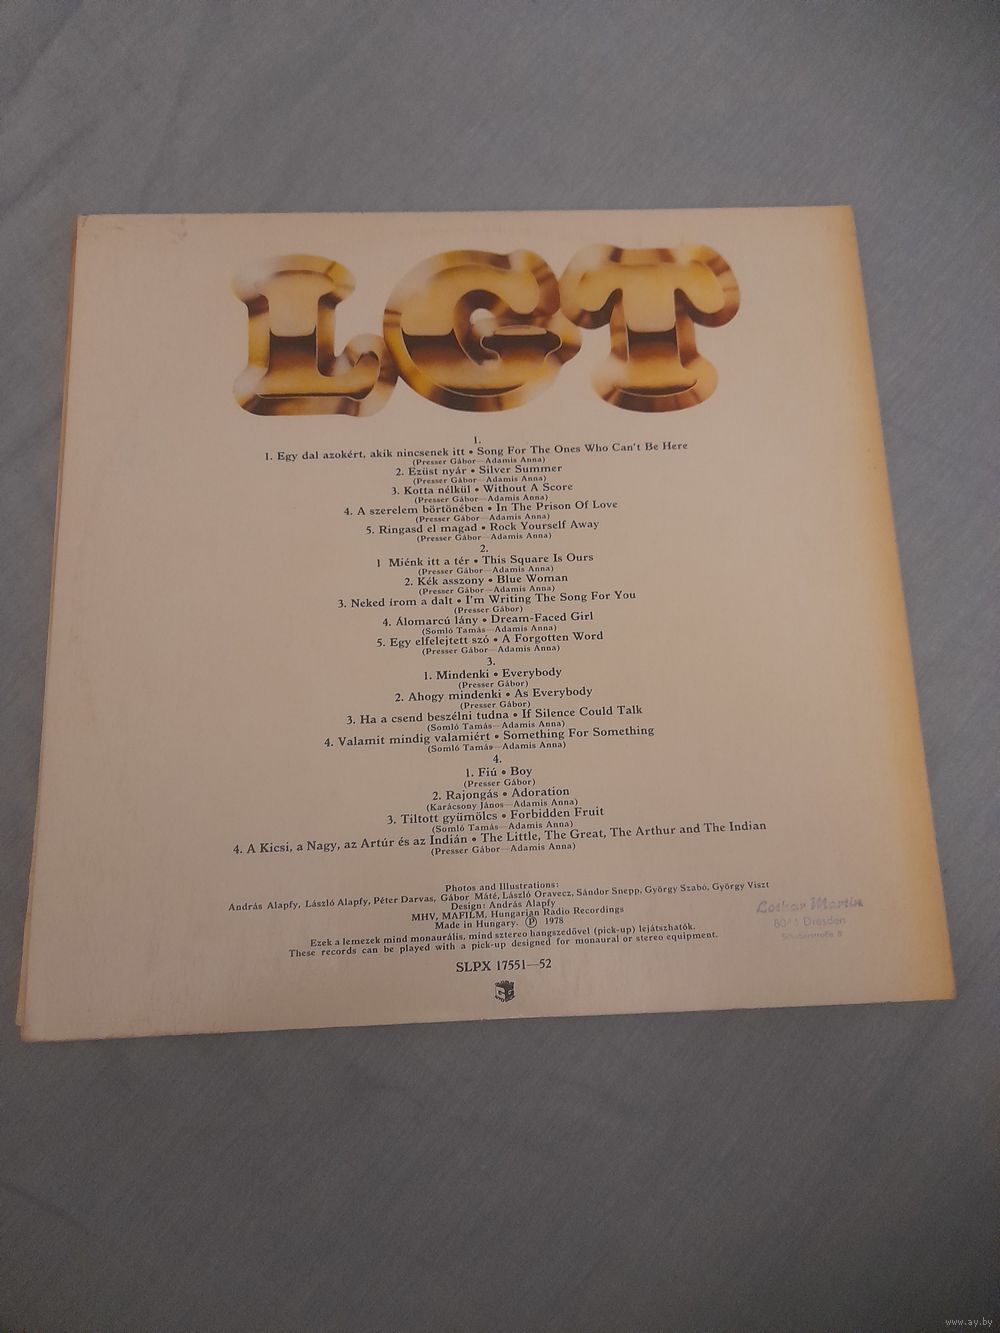 LGT
1.
1. Egy dal azokért, akik nincsenek itt • Song For The Ones Who Can't Be Here
(Presser Gábor—Adamis Anna)
2. Ezüst nyár • Silver Summer
(Presser Gábor—Adamis Anna)
3. Kotta nélkül • Without A Score
(Presser Gábor—Adamis Anna)
4. A szerelem börtönében • In The Prison Of Love
(Presser Gábor—Adamis Anna)
5. Ringasd el magad • Rock Yourself Away
(Presser Gábor—Adamis Anna)
2.
1 Miénk itt a tér • This Square Is Ours
(Presser Gábor—Adamis Anna)
2. Kék asszony • Blue Woman
(Presser Gábor—Adamis Anna)
3. Neked írom a dalt • I'm Writing The Song For You
(Presser Gábor)
4. Álomarcú lány • Dream-Faced Girl
(Somló Tamás—Adamis Anna)
5. Egy elfelejtett szó • A Forgotten Word
(Presser Gábor—Adamis Anna)
3.
1. Mindenki • Everybody
(Presser Gábor)
2. Ahogy mindenki • As Everybody
(Presser Gábor)
3. Ha a csend beszélni tudna • If Silence Could Talk
(Somló Tamás—Adamis Anna)
4. Valamit mindig valamiért • Something For Something
(Somló Tamás—Adamis Anna)
4.
1. Fiú • Boy
(Presser Gábor)
2. Rajongás • Adoration
(Karácsony János—Adamis Anna)
3. Tiltott gyümölcs • Forbidden Fruit
(Somló Tamás—Adamis Anna)
4. A Kicsi, a Nagy, az Artúr és az Indián • The Little, The Great, The Arthur and The Indian
(Presser Gábor—Adamis Anna)
Photos and Illustrations:
András Alapfy, László Alapfy, Péter Darvas, Gábor Máté, László Oravecz, Sándor Snepp, György Szabó, György Viszt
Design: András Alapfy
MHV, MAFILM, Hungarian Radio Recordings
Made in Hungary. Ⓟ 1978
Ezek a lemezek mind monaurális, mind sztereo hangszedővel (pick-up) lejátszhatók.
These records can be played with a pick-up designed for monaural or stereo equipment.
SLPX 17551—52
Lothar Martin
Dresden
www.ay.by